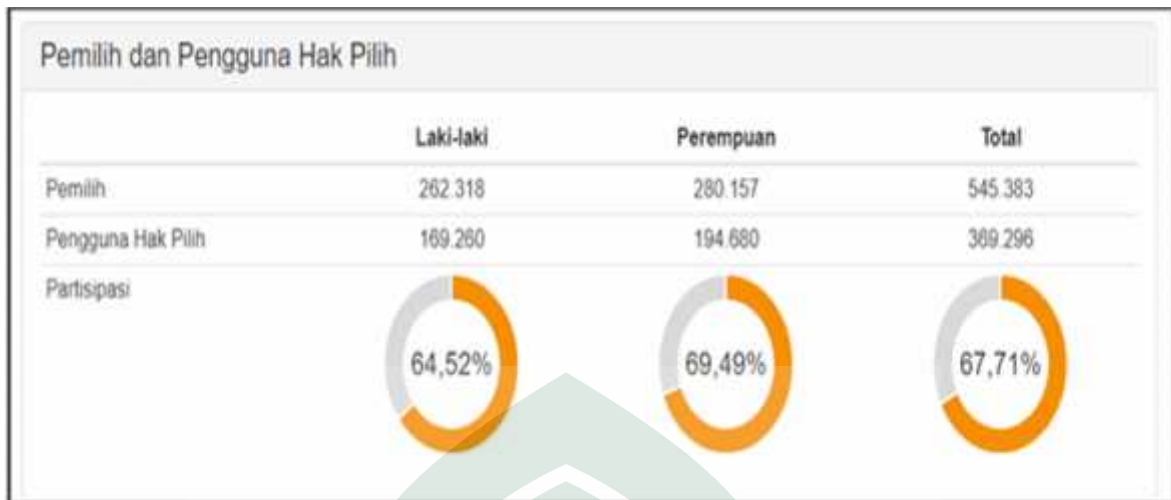 Pemilih dan Pengguna Hak Pilih
Laki-laki Perempuan Total
Pemilih 262.318 280.157 545.383
Pengguna Hak Pilih 169.260 194.680 369.296
Partisipasi
64,52% 69,49% 67,71%